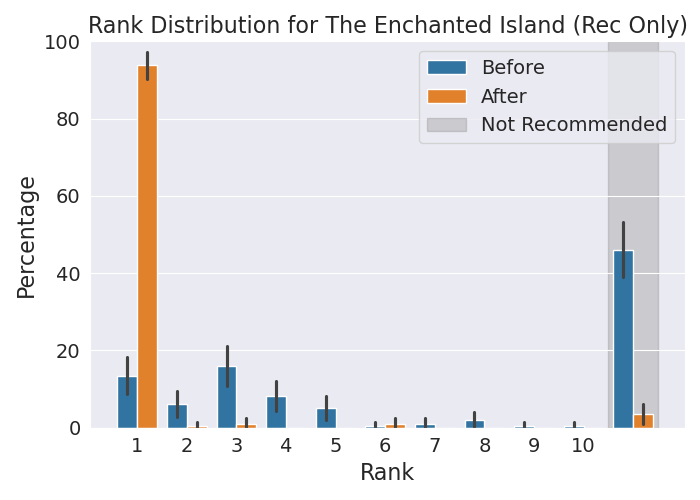 Rank Distribution for The Enchanted Island (Rec Only)
100
80
60
40
20
0
Percentage
Before
After
Not Recommended
1 2 3 4 5 6 7 8 9 10
Rank